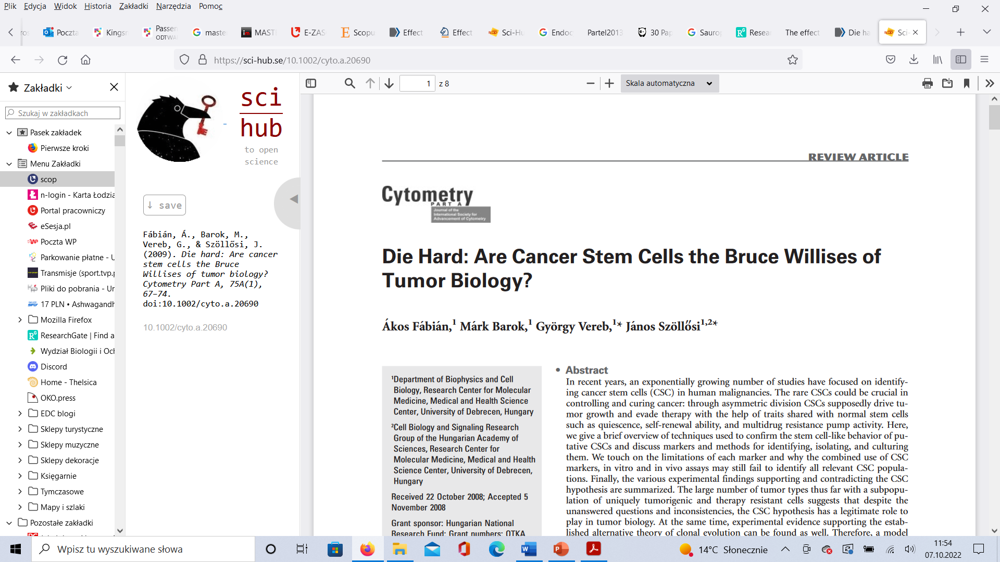 Plik Edycja Widok Historia Zakładki Narzędzia Pomoc
Poczta
Kingsm
Passen
ODTWA
maste
MAST
E-ZAS
Scopu
Effect
Effect
Sci-Hu
Endoc
Partel2013
30 Pap
Saurop
Resea
The effect
Die ha
Sci-
https://sci-hub.se/10.1002/cyto.a.20690
Zakładki
Szukaj w zakładkach
Pasek zakładek
Pierwsze kroki
Menu Zakładki
scop
n-login - Karta Łodzia
Portal pracowniczy
eSesja.pl
Poczta WP
Parkowanie płatne - U
Transmisje (sport.tvp.p
Pliki do pobrania - Ur
17 PLN • Ashwagandh
Mozilla Firefox
ResearchGate | Find a
Wydział Biologii i Och
Discord
Home - Thelsica
OKO.press
EDC blogi
Sklepy turystyczne
Sklepy muzyczne
Sklepy dekoracje
Księgarnie
Tymczasowe
Mapy i szlaki
Pozostałe zakładki
sci
hub
to open
science
↓ save
Fábián, Á., Barok, M.,
Vereb, G., & Szöllősi, J.
(2009). Die hard: Are cancer
stem cells the Bruce
Willises of tumor biology?
Cytometry Part A, 75A(1),
67–74.
doi:10.1002/cyto.a.20690
10.1002/cyto.a.20690
1 z 8
Skala automatyczna
REVIEW ARTICLE
Cytometry
PART A
Journal of the
International Society for
Advancement of Cytometry
Die Hard: Are Cancer Stem Cells the Bruce Willises of
Tumor Biology?
Ákos Fábián,1 Márk Barok,1 György Vereb,1* János Szöllősi1,2*
1Department of Biophysics and Cell
Biology, Research Center for Molecular
Medicine, Medical and Health Science
Center, University of Debrecen, Hungary
2Cell Biology and Signaling Research
Group of the Hungarian Academy of
Sciences, Research Center for
Molecular Medicine, Medical and Health
Science Center, University of Debrecen,
Hungary
Received 22 October 2008; Accepted 5
November 2008
Grant sponsor: Hungarian National
Research Fund; Grant numbers: OTKA
• Abstract
In recent years, an exponentially growing number of studies have focused on identify-
ing cancer stem cells (CSC) in human malignancies. The rare CSCs could be crucial in
controlling and curing cancer: through asymmetric division CSCs supposedly drive tu-
mor growth and evade therapy with the help of traits shared with normal stem cells
such as quiescence, self-renewal ability, and multidrug resistance pump activity. Here,
we give a brief overview of techniques used to confirm the stem cell-like behavior of pu-
tative CSCs and discuss markers and methods for identifying, isolating, and culturing
them. We touch on the limitations of each marker and why the combined use of CSC
markers, in vitro and in vivo assays may still fail to identify all relevant CSC popula-
tions. Finally, the various experimental findings supporting and contradicting the CSC
hypothesis are summarized. The large number of tumor types thus far with a subpopu-
lation of uniquely tumorigenic and therapy resistant cells suggests that despite the
unanswered questions and inconsistencies, the CSC hypothesis has a legitimate role to
play in tumor biology. At the same time, experimental evidence supporting the estab-
lished alternative theory of clonal evolution can be found as well. Therefore, a model
Wpisz tu wyszukiwane słowa
14°C Słonecznie
11:54
07.10.2022